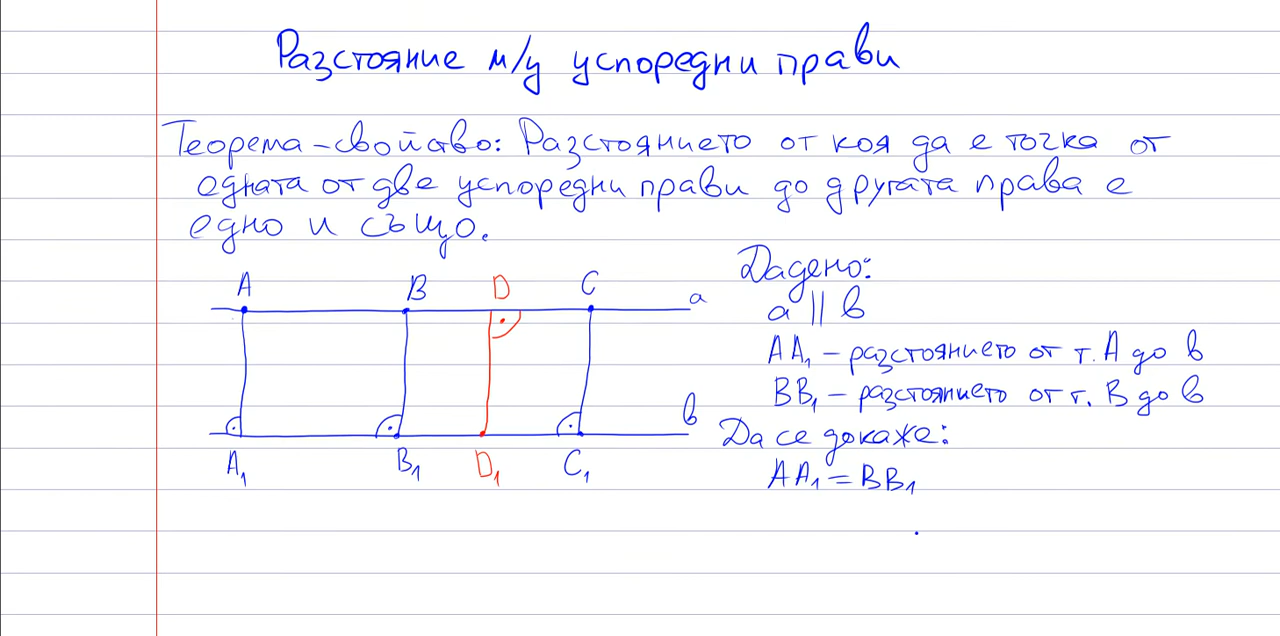 Разстояние м/у успоредни прави
Теорема-свойство: Разстоянието от коя да е точка от
едната от две успоредни прави до другата права е
едно и също.
A B D C a
A₁ B₁ D₁ C₁ в
Дадено:
a || в
AA₁ - разстоянието от т. A до в
BB₁ - разстоянието от т. B до в
Да се докаже:
AA₁ = BB₁